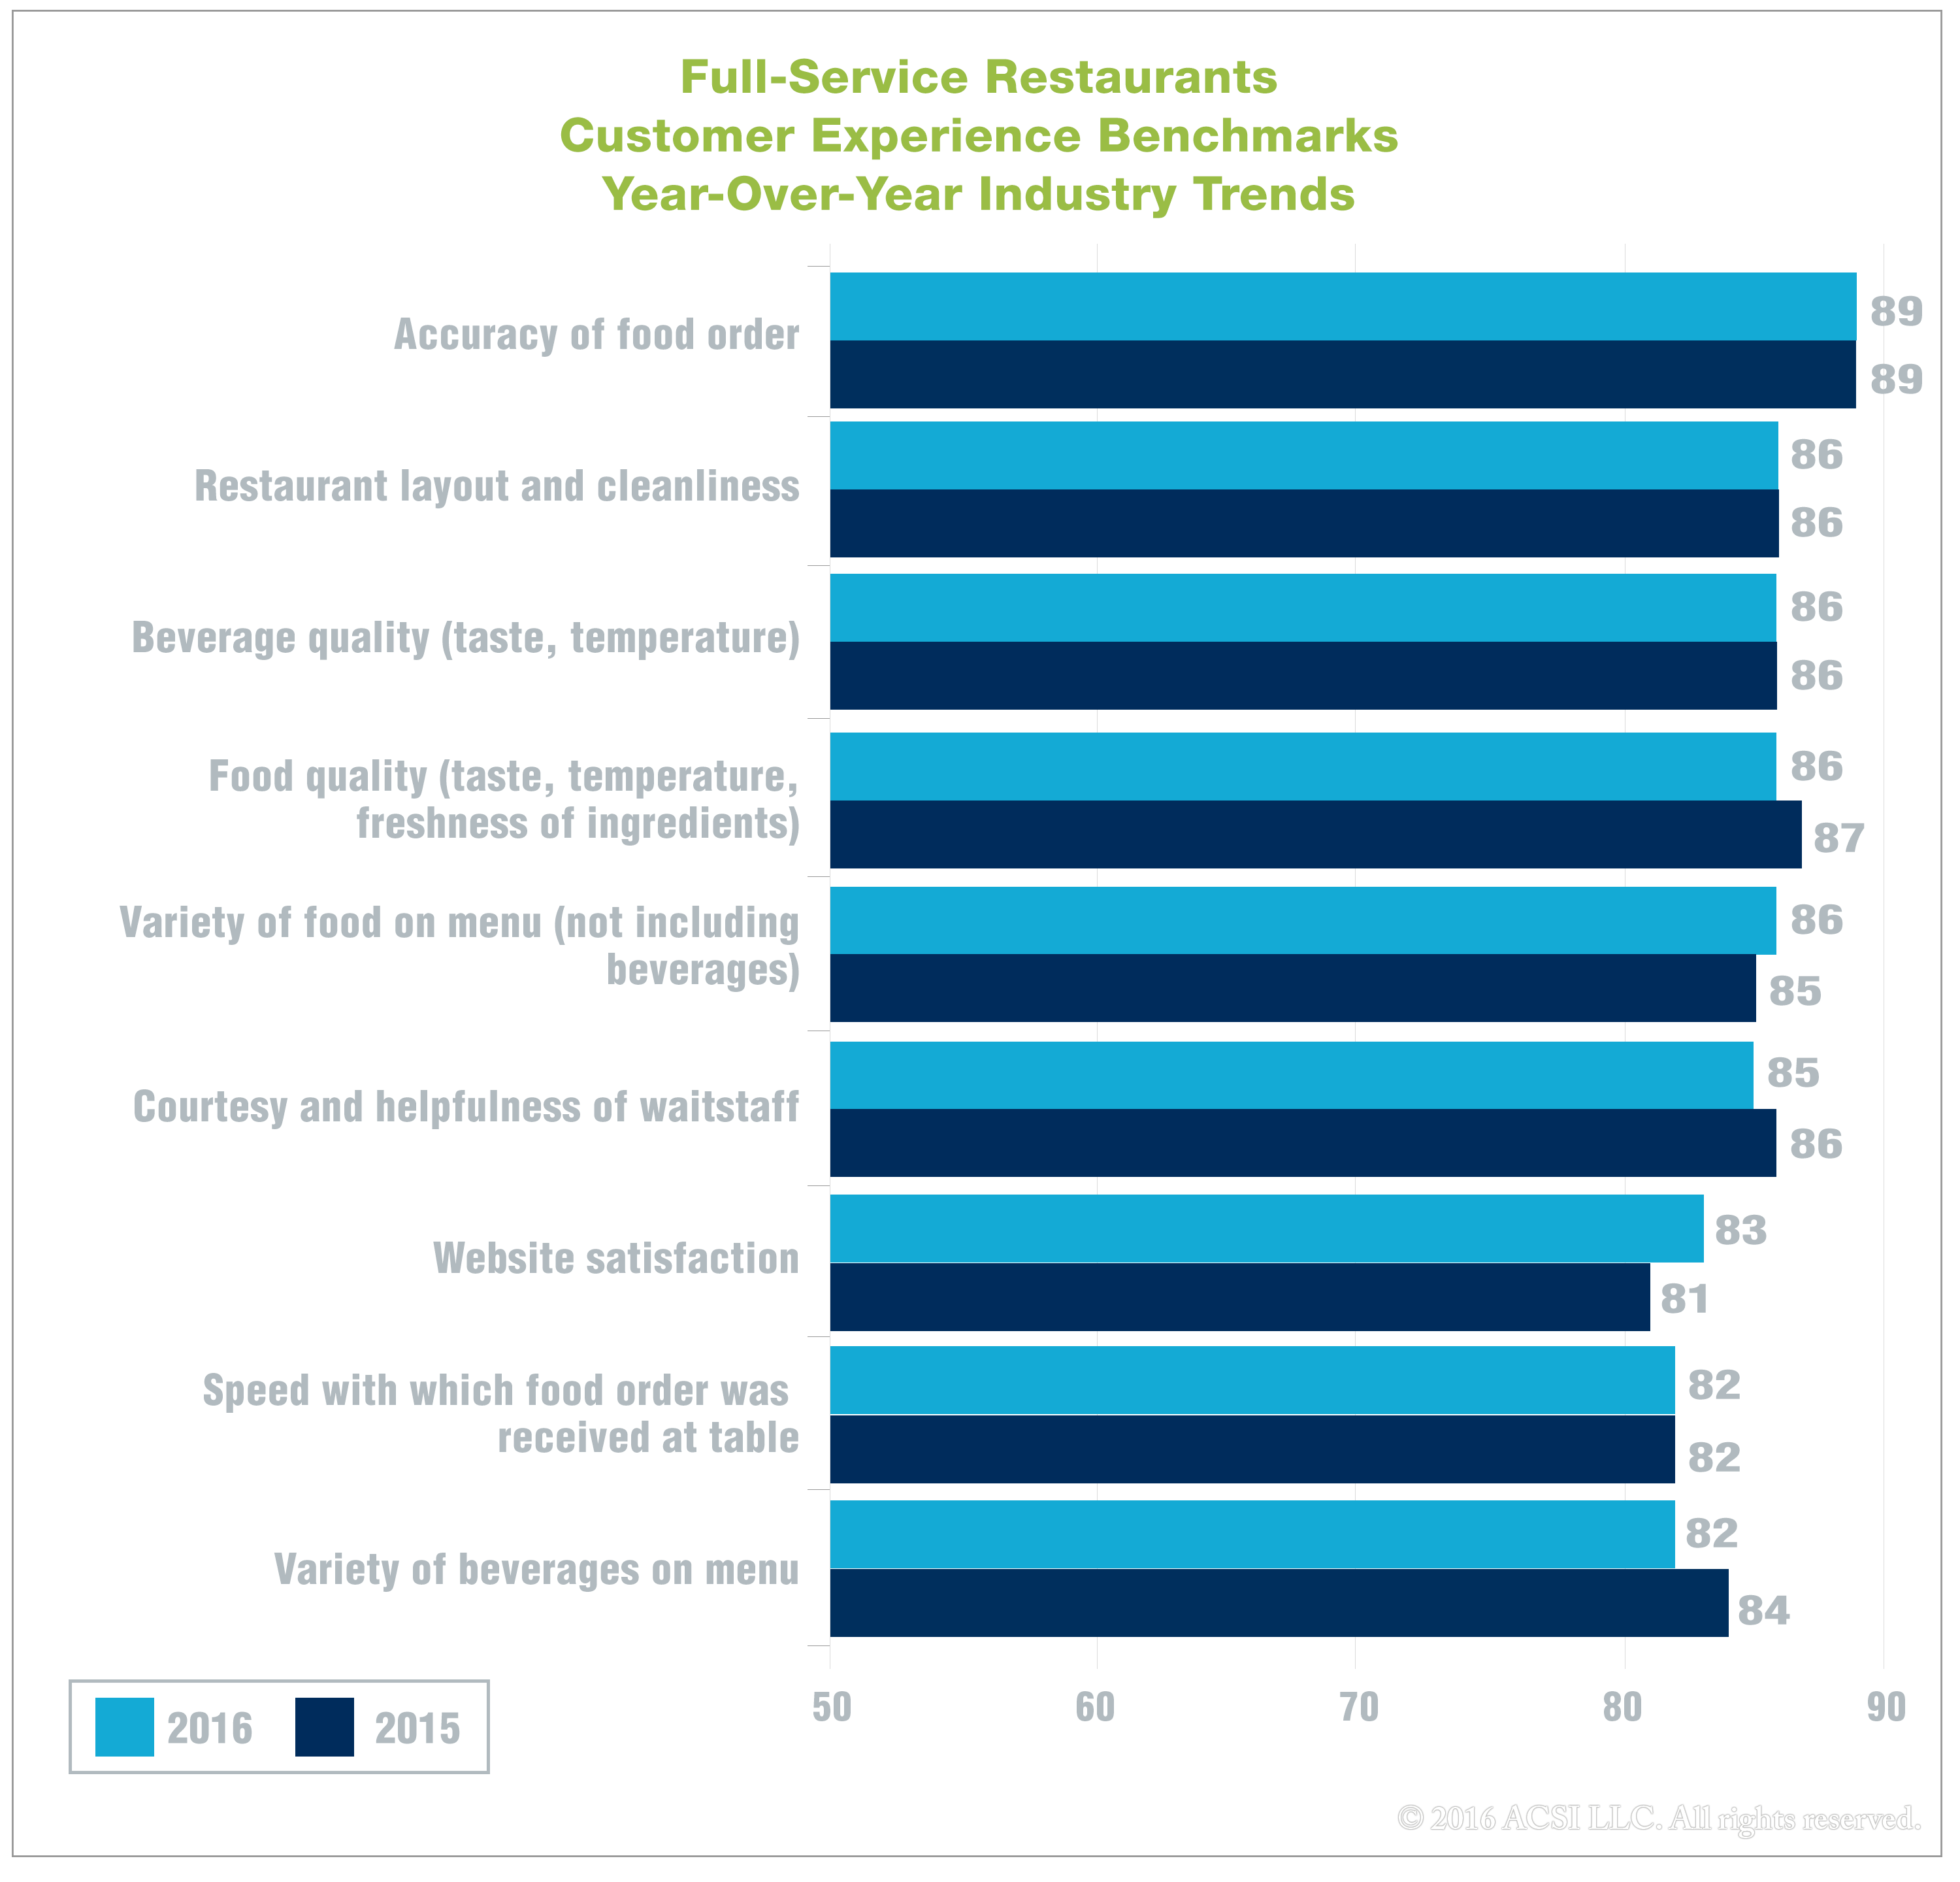 Full-Service Restaurants
Customer Experience Benchmarks
Year-Over-Year Industry Trends
Accuracy of food order
89
89
Restaurant layout and cleanliness
86
86
Beverage quality (taste, temperature)
86
86
Food quality (taste, temperature,
freshness of ingredients)
86
87
Variety of food on menu (not including
beverages)
86
85
Courtesy and helpfulness of waitstaff
85
86
Website satisfaction
83
81
Speed with which food order was
received at table
82
82
Variety of beverages on menu
82
84
50 60 70 80 90
2016 2015
© 2016 ACSI LLC. All rights reserved.